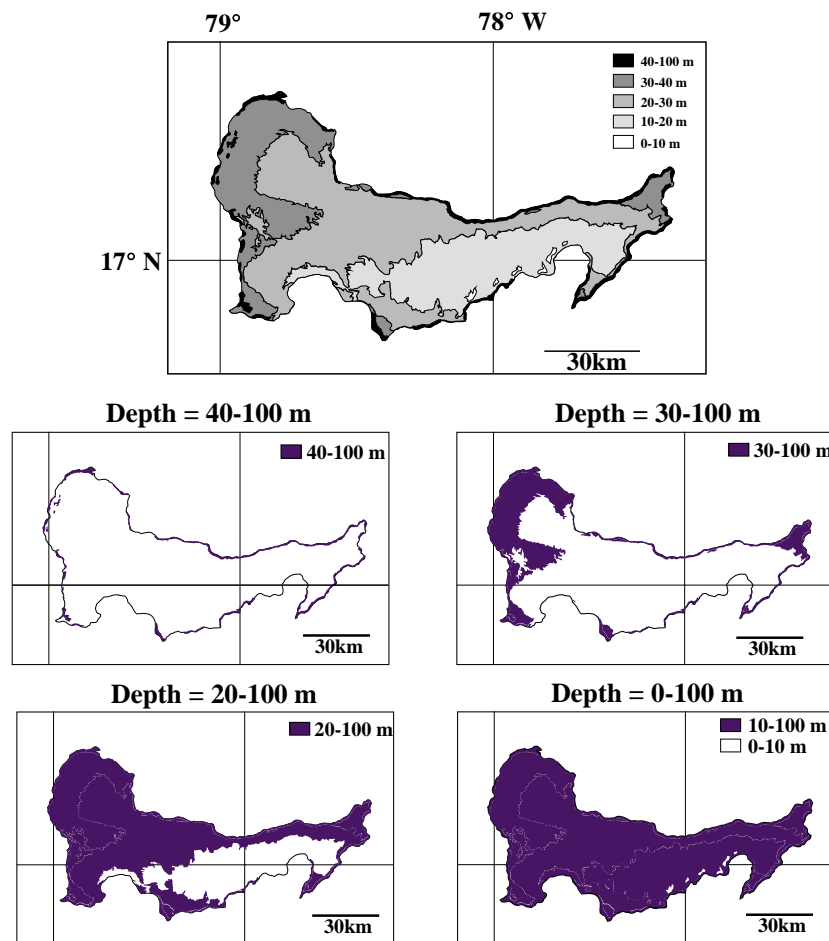 79°
78° W
40-100 m
30-40 m
20-30 m
10-20 m
0-10 m
17° N
30km
Depth = 40-100 m
40-100 m
30km
Depth = 30-100 m
30-100 m
30km
Depth = 20-100 m
20-100 m
30km
Depth = 0-100 m
10-100 m
0-10 m
30km